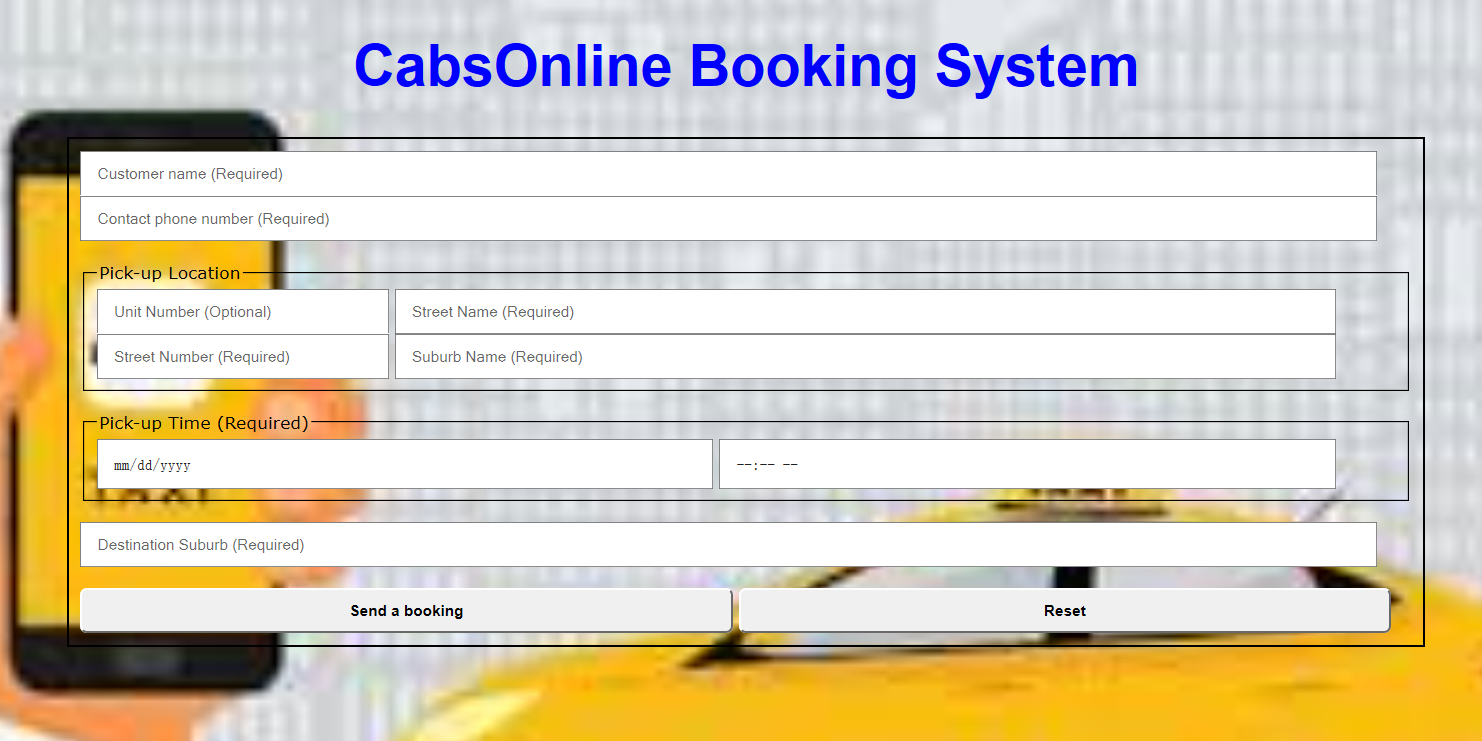 CabsOnline Booking System
Customer name (Required)
Contact phone number (Required)
Pick-up Location
Unit Number (Optional) Street Name (Required)
Street Number (Required) Suburb Name (Required)
Pick-up Time (Required)
mm/dd/yyyy --:-- --
Destination Suburb (Required)
Send a booking Reset